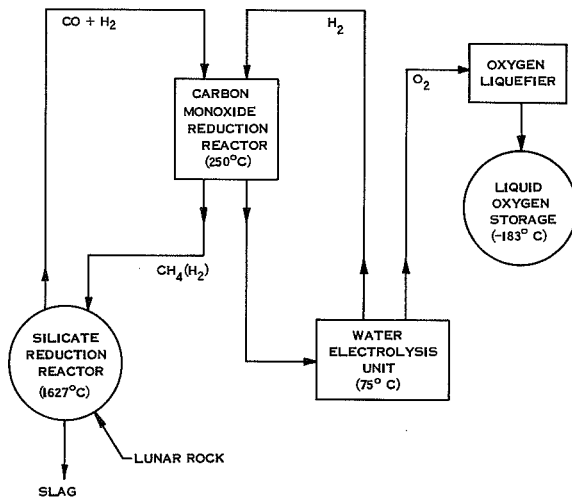 CO + H₂
H₂
O₂
OXYGEN
LIQUEFIER
CARBON
MONOXIDE
REDUCTION
REACTOR
(250°C)
LIQUID
OXYGEN
STORAGE
(-183° C)
CH₄(H₂)
SILICATE
REDUCTION
REACTOR
(1627°C)
WATER
ELECTROLYSIS
UNIT
(75° C)
LUNAR ROCK
SLAG